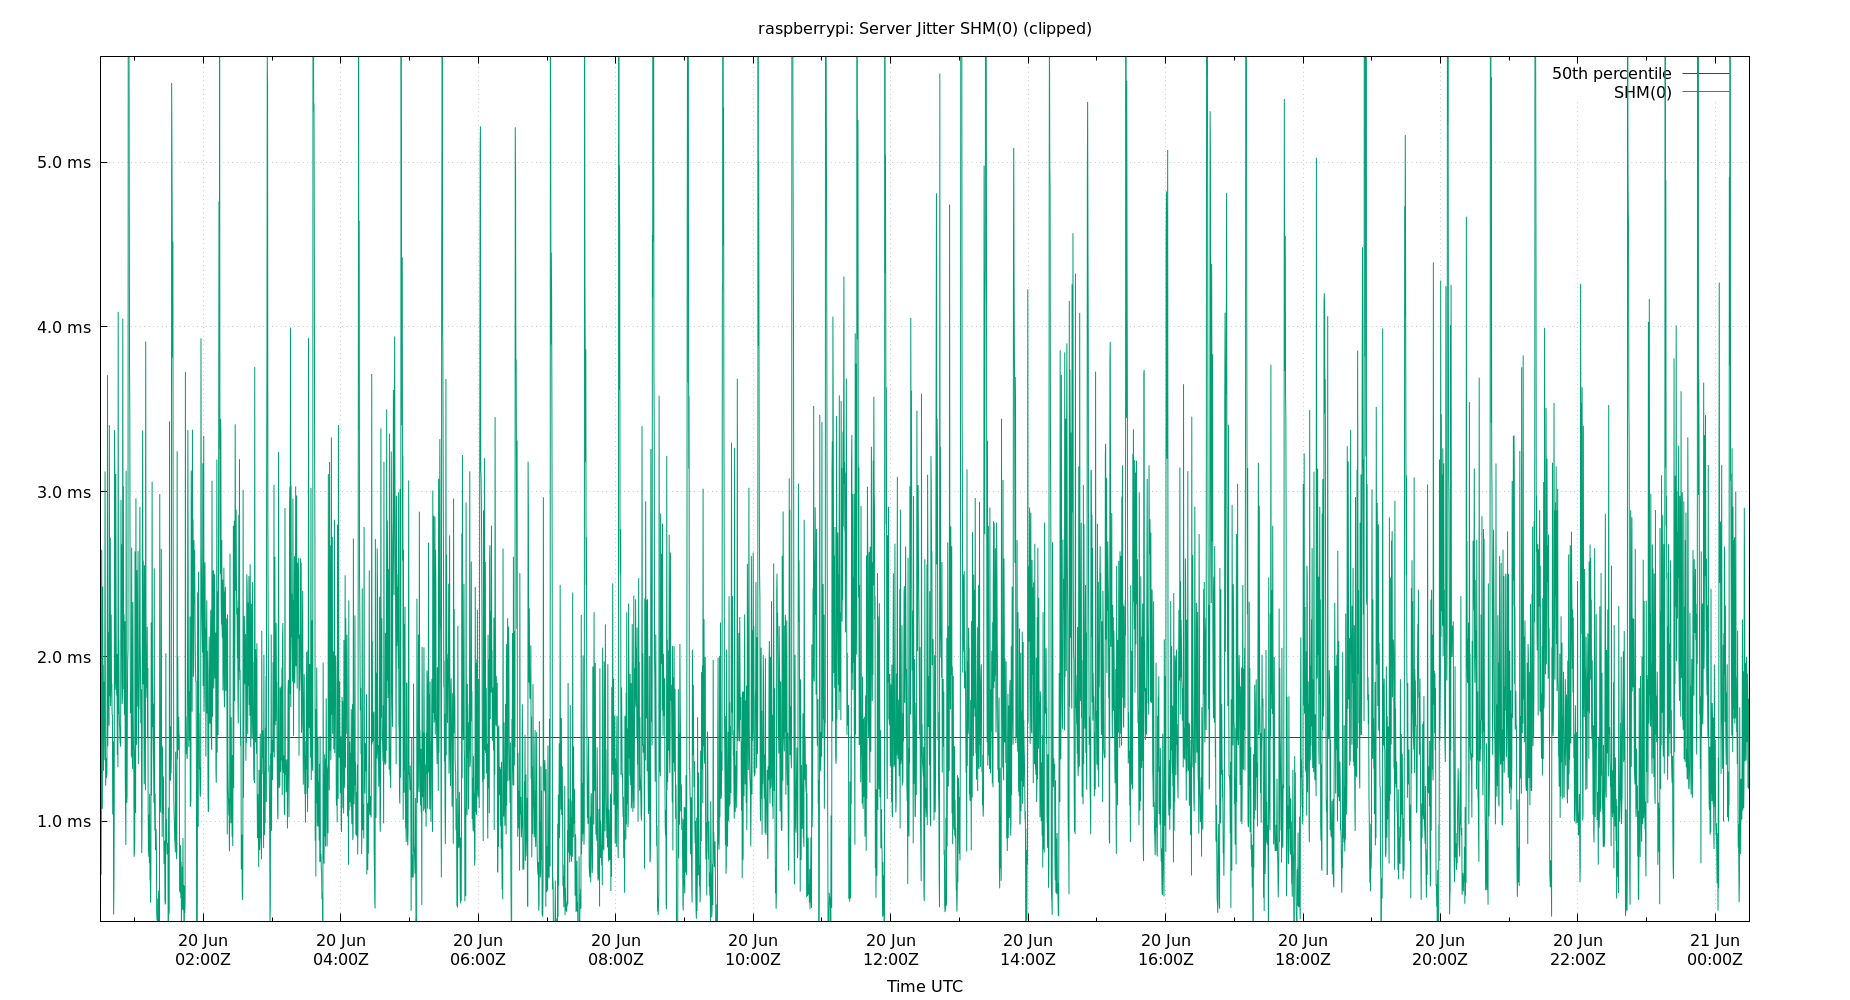 raspberrypi: Server Jitter SHM(0) (clipped)
50th percentile
SHM(0)
5.0 ms
4.0 ms
3.0 ms
2.0 ms
1.0 ms
20 Jun 20 Jun 20 Jun 20 Jun 20 Jun 20 Jun 20 Jun 20 Jun 20 Jun 20 Jun 20 Jun 21 Jun
02:00Z 04:00Z 06:00Z 08:00Z 10:00Z 12:00Z 14:00Z 16:00Z 18:00Z 20:00Z 22:00Z 00:00Z
Time UTC